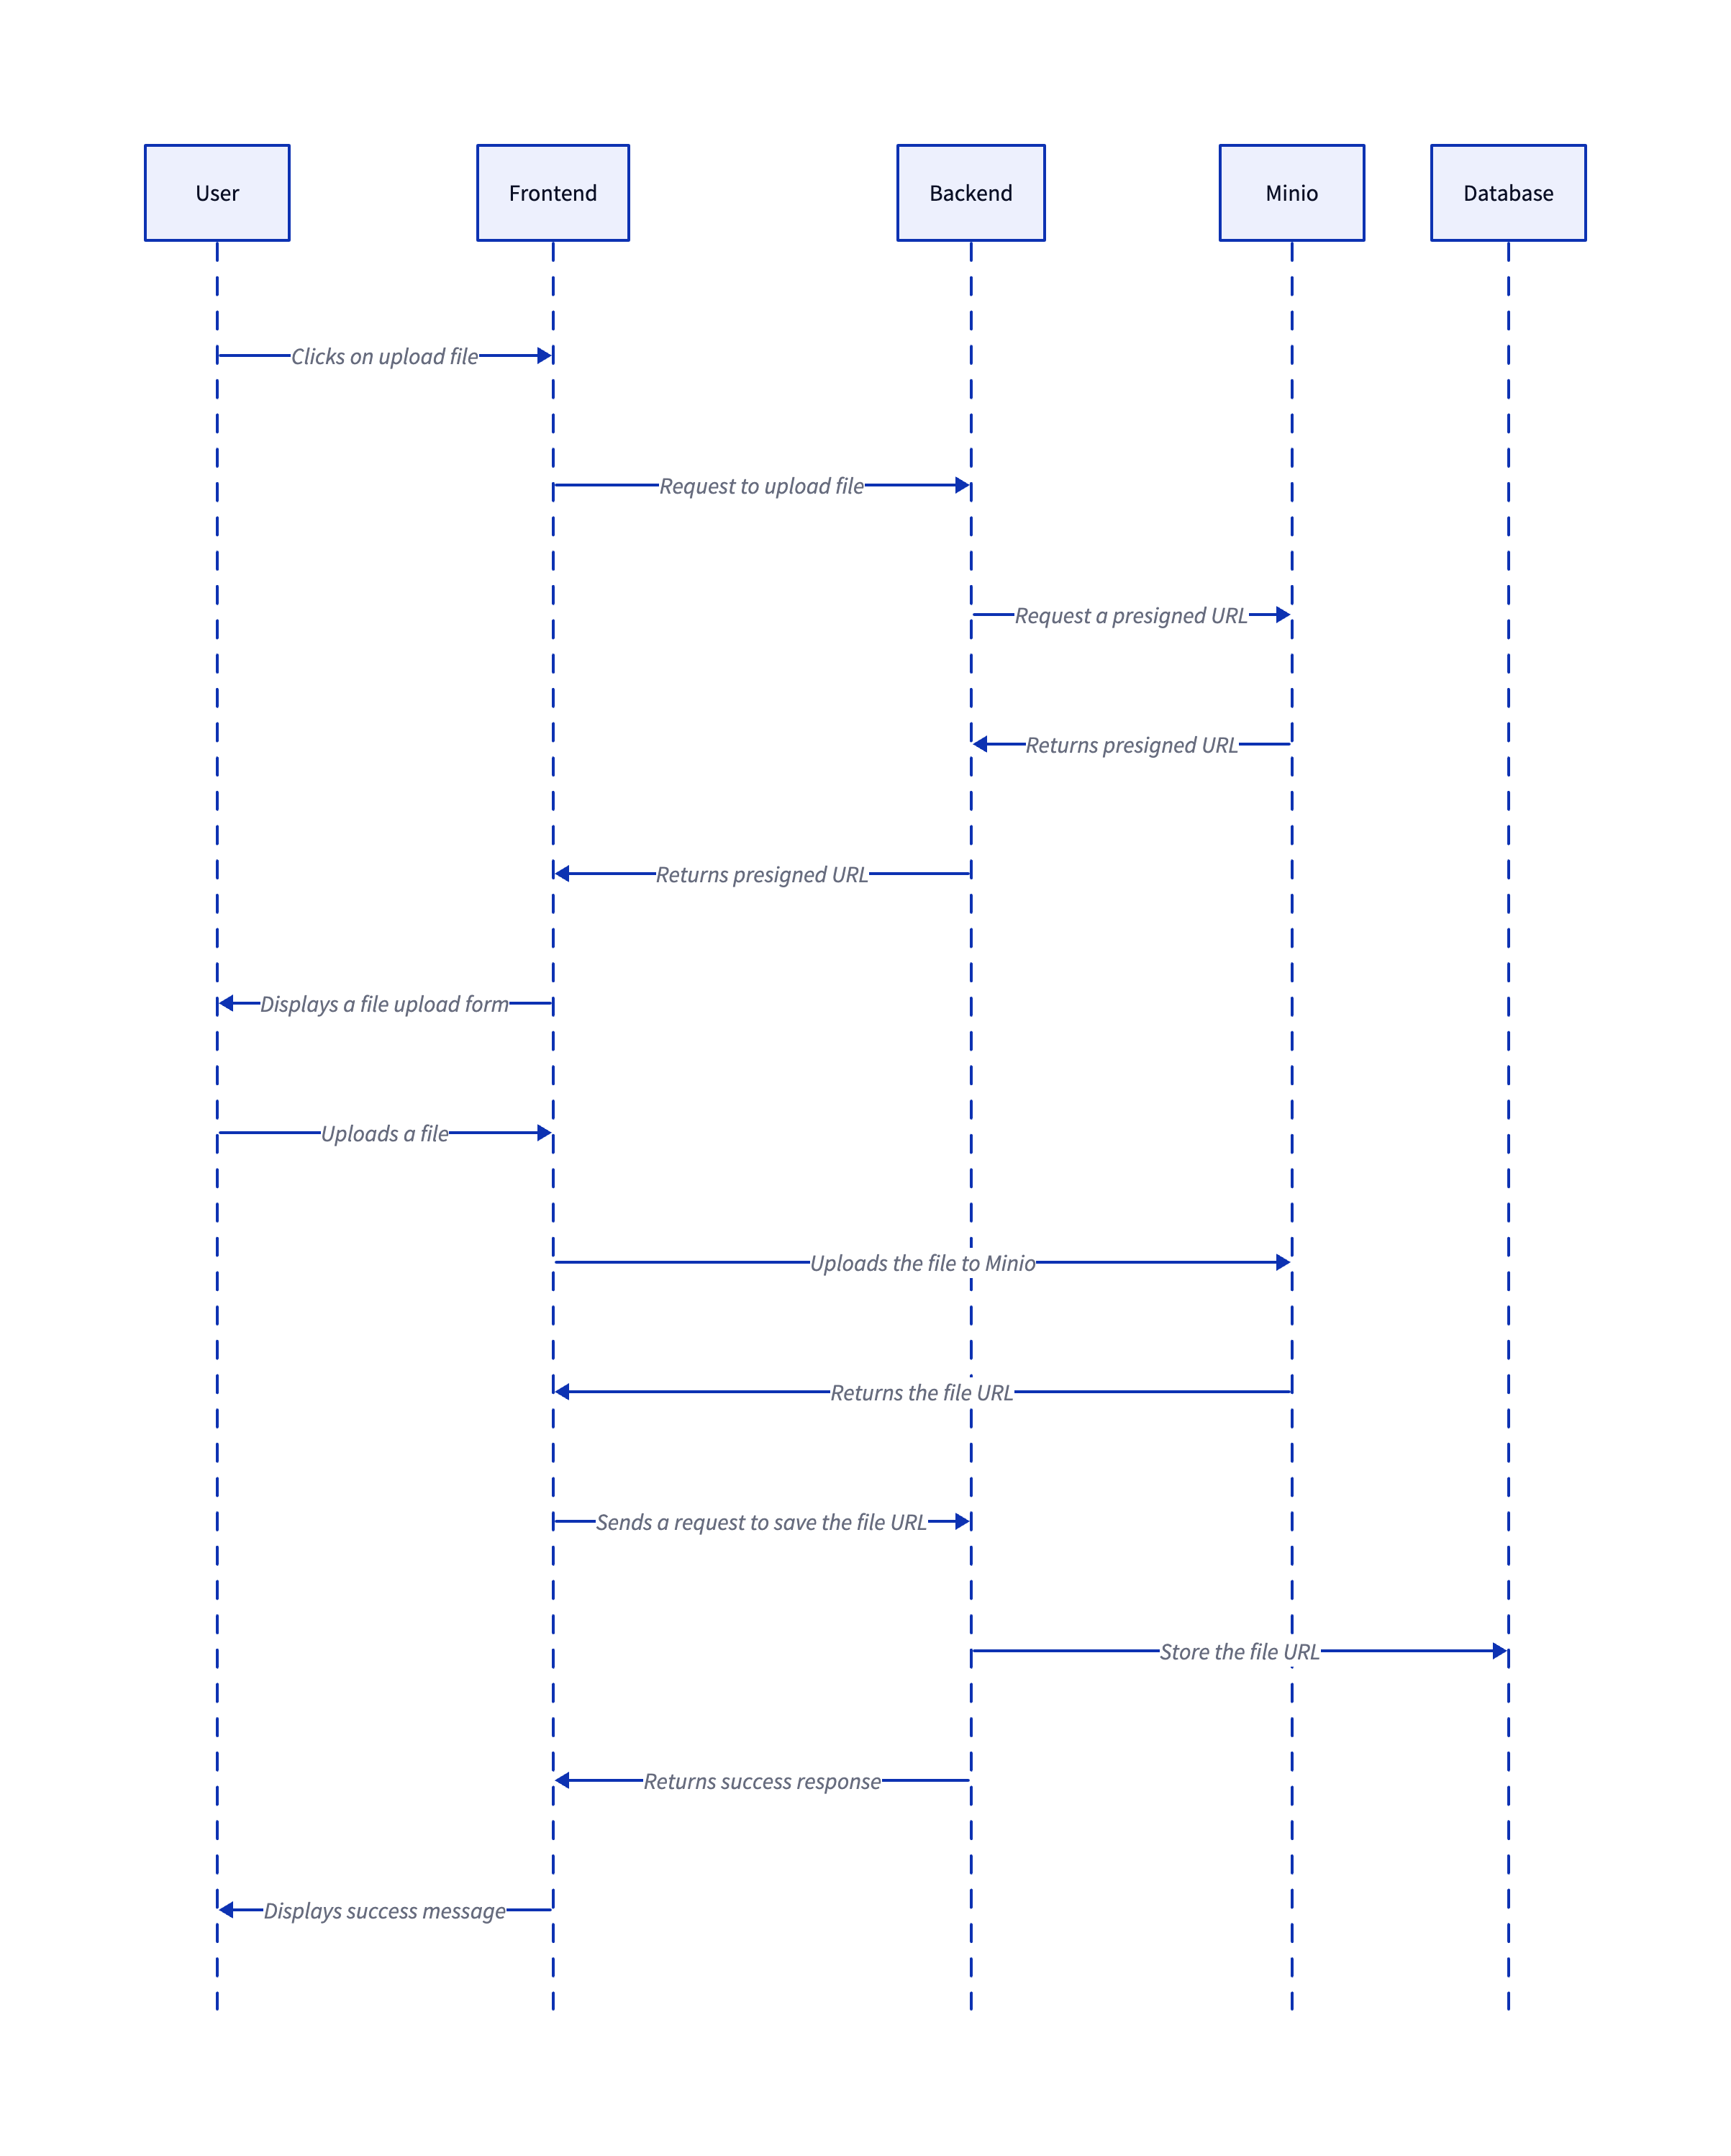 User
Frontend
Backend
Minio
Database
Clicks on upload file
Request to upload file
Request a presigned URL
Returns presigned URL
Returns presigned URL
Displays a file upload form
Uploads a file
Uploads the file to Minio
Returns the file URL
Sends a request to save the file URL
Store the file URL
Returns success response
Displays success message